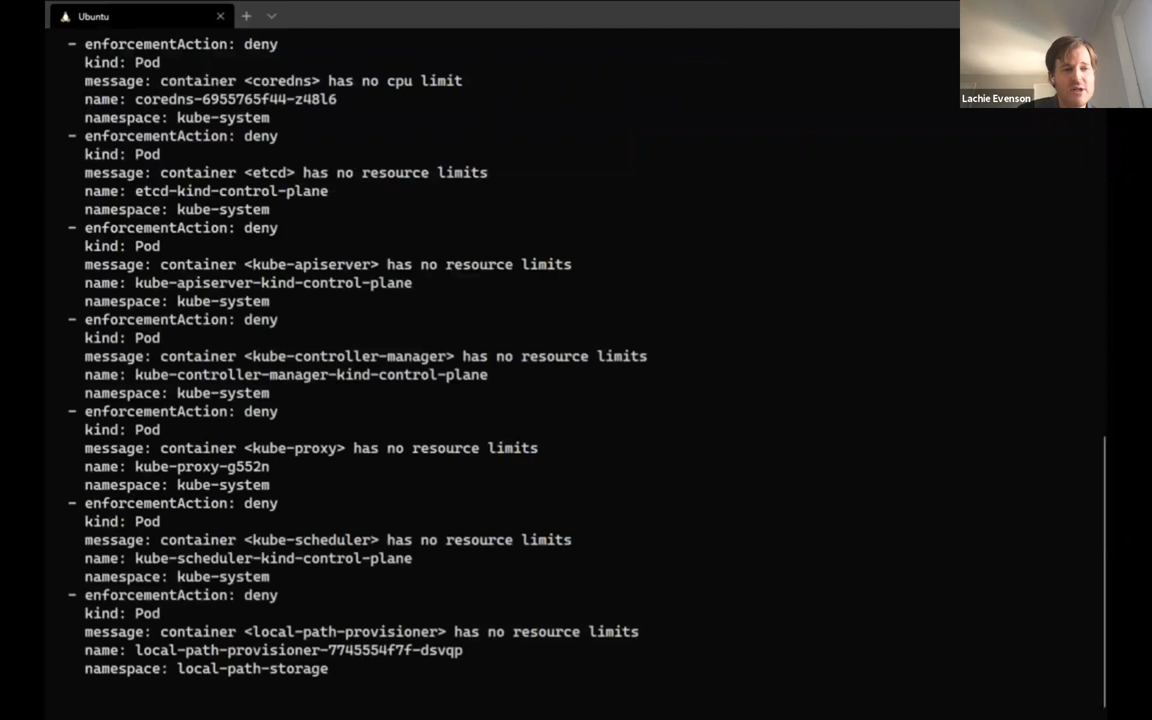 Ubuntu
- enforcementAction: deny
kind: Pod
message: container <coredns> has no cpu limit
name: coredns-6955765f44-z48l6
namespace: kube-system
- enforcementAction: deny
kind: Pod
message: container <etcd> has no resource limits
name: etcd-kind-control-plane
namespace: kube-system
- enforcementAction: deny
kind: Pod
message: container <kube-apiserver> has no resource limits
name: kube-apiserver-kind-control-plane
namespace: kube-system
- enforcementAction: deny
kind: Pod
message: container <kube-controller-manager> has no resource limits
name: kube-controller-manager-kind-control-plane
namespace: kube-system
- enforcementAction: deny
kind: Pod
message: container <kube-proxy> has no resource limits
name: kube-proxy-g552n
namespace: kube-system
- enforcementAction: deny
kind: Pod
message: container <kube-scheduler> has no resource limits
name: kube-scheduler-kind-control-plane
namespace: kube-system
- enforcementAction: deny
kind: Pod
message: container <local-path-provisioner> has no resource limits
name: local-path-provisioner-7745554f7f-dsvqp
namespace: local-path-storage
Lachie Evenson